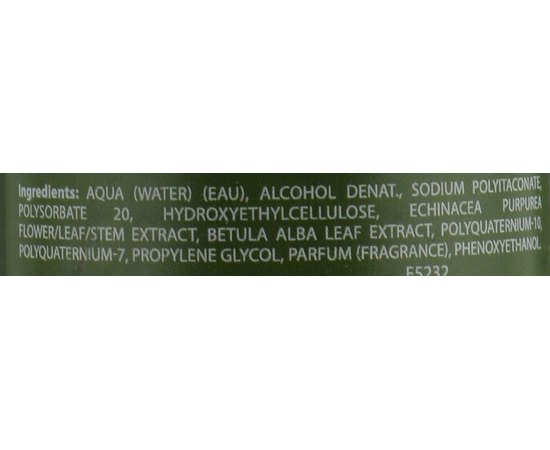 Ingredients: AQUA (WATER) (EAU), ALCOHOL DENAT., SODIUM POLYITACONATE,
POLYSORBATE 20, HYDROXYETHYLCELLULOSE, ECHINACEA PURPUREA
FLOWER/LEAF/STEM EXTRACT, BETULA ALBA LEAF EXTRACT, POLYQUATERNIUM-10,
POLYQUATERNIUM-7, PROPYLENE GLYCOL, PARFUM (FRAGRANCE), PHENOXYETHANOL.
F5232